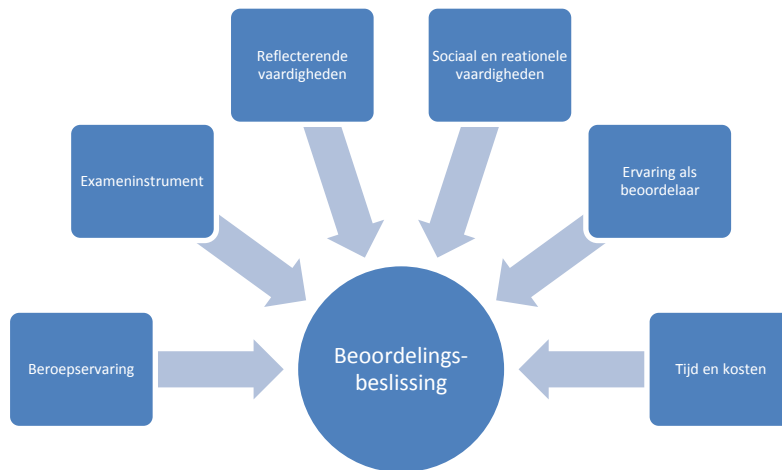 Reflecterende
vaardigheden
Sociaal en reationele
vaardigheden
Exameninstrument
Ervaring als
beoordelaar
Beroepservaring
Beoordelings-
beslissing
Tijd en kosten